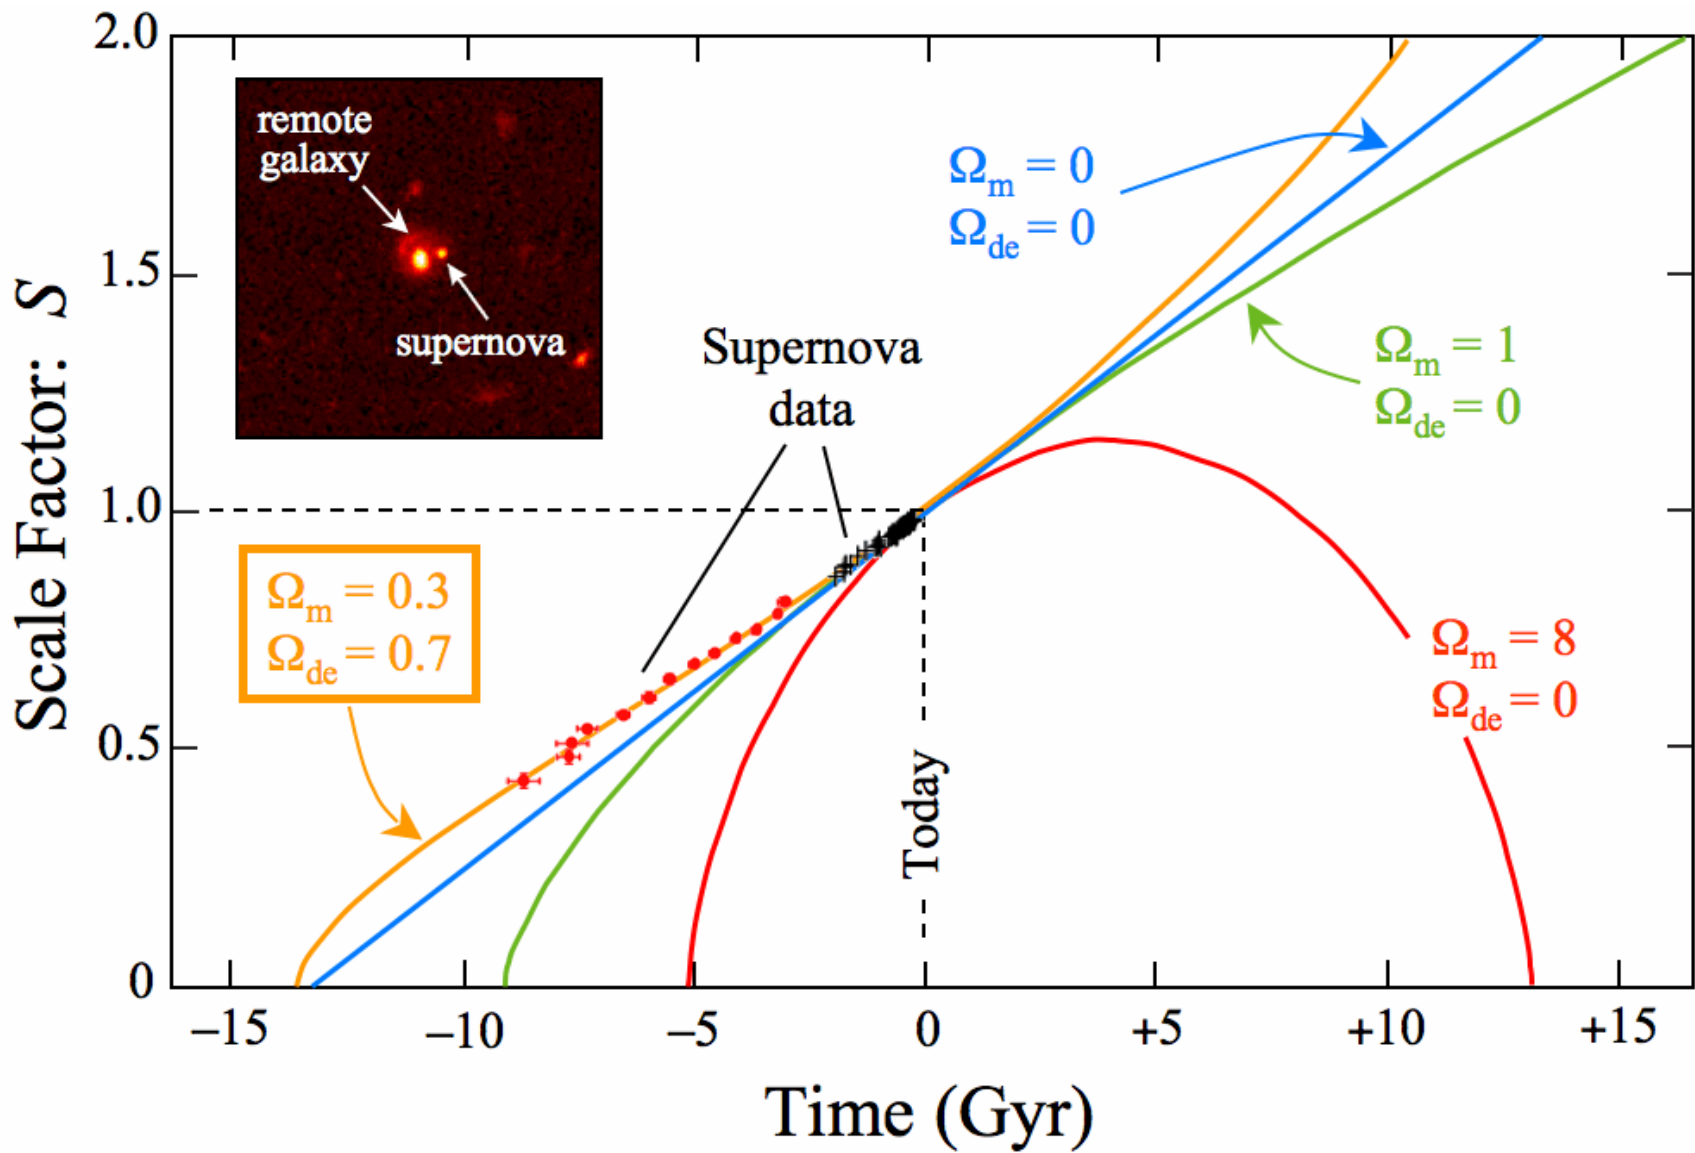 2.0
1.5
1.0
0.5
0
Scale Factor: S
remote
galaxy
supernova
Supernova
data
Ωm = 0
Ωde = 0
Ωm = 1
Ωde = 0
Ωm = 0.3
Ωde = 0.7
Ωm = 8
Ωde = 0
Today
−15 −10 −5 0 +5 +10 +15
Time (Gyr)